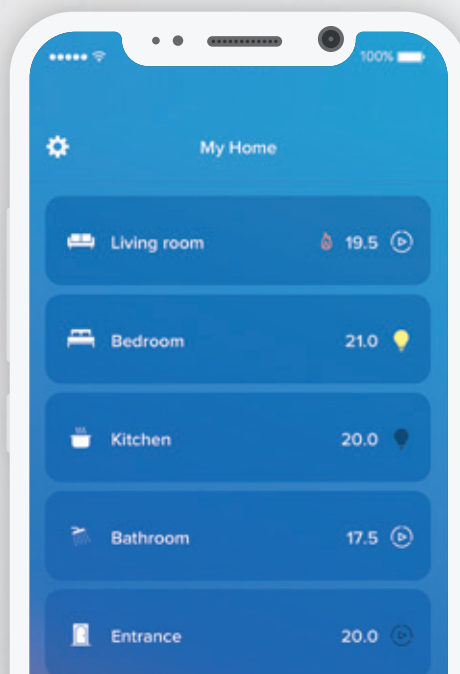 100%
My Home
Living room 19.5
Bedroom 21.0
Kitchen 20.0
Bathroom 17.5
Entrance 20.0